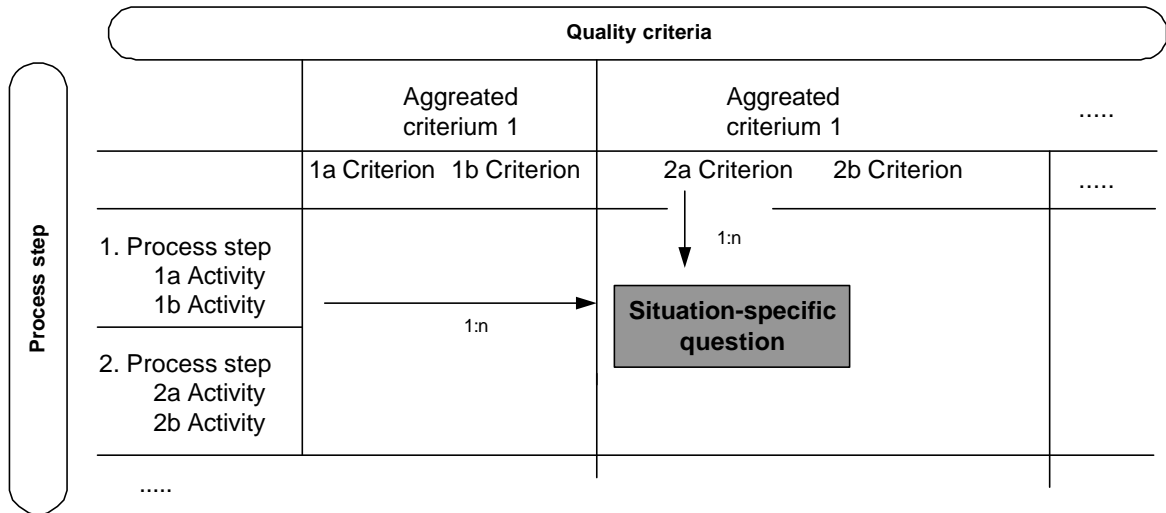 Quality criteria
Process step
Aggreated
criterium 1
Aggreated
criterium 1
.....
1a Criterion
1b Criterion
2a Criterion
2b Criterion
.....
1. Process step
1a Activity
1b Activity
1:n
1:n
Situation-specific
question
2. Process step
2a Activity
2b Activity
.....